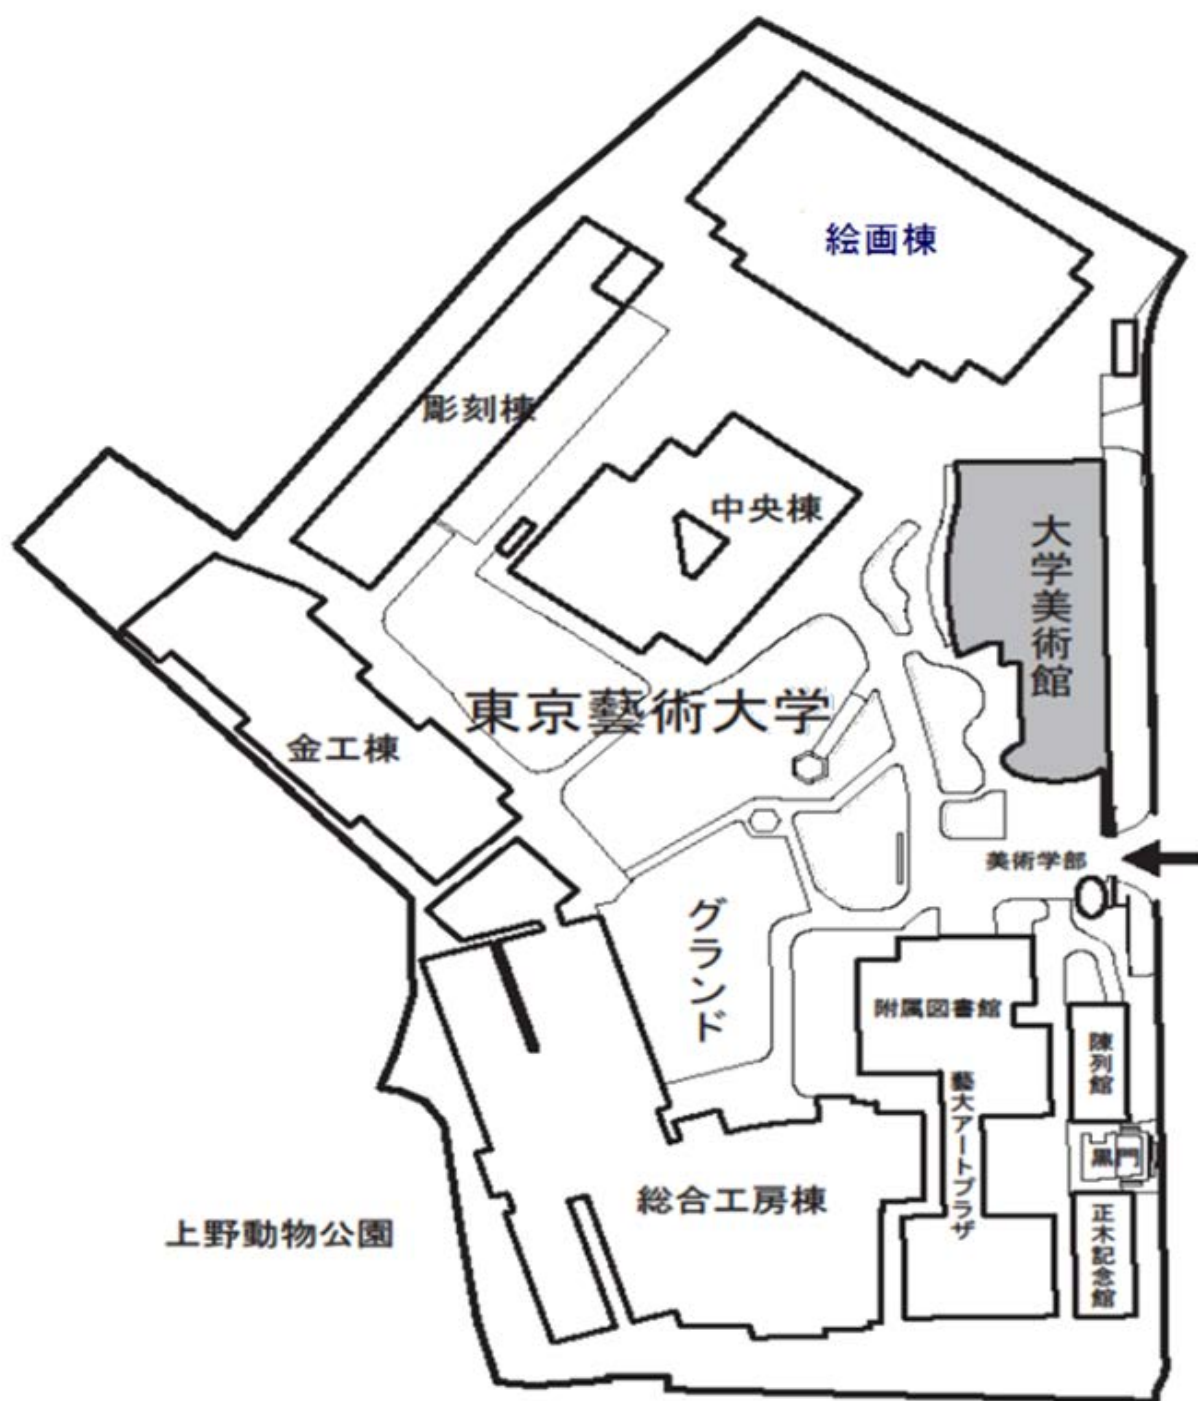 絵画棟
彫刻棟
中央棟
大学美術館
東京藝術大学
金工棟
美術学部
グランド
附属図書館
陳列館
藝大アートプラザ
黒門
総合工房棟
正木記念館
上野動物公園